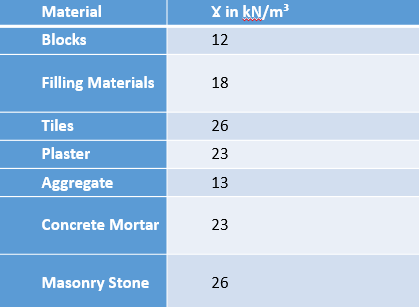 Material Ɣ in kN/m³
Blocks 12
Filling Materials 18
Tiles 26
Plaster 23
Aggregate 13
Concrete Mortar 23
Masonry Stone 26